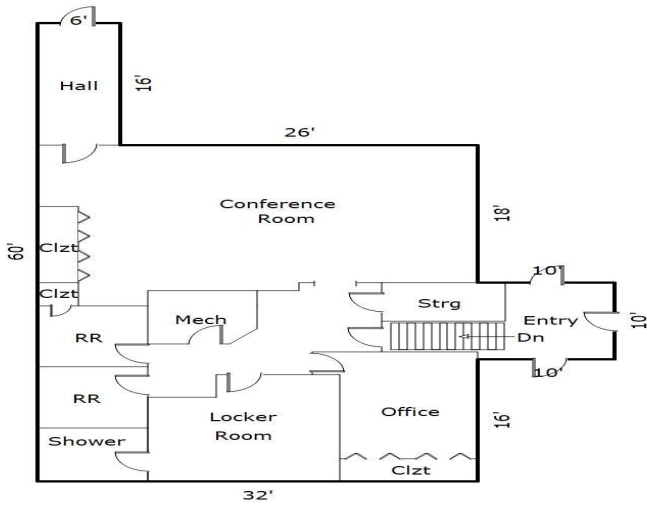 6'
Hall
16'
26'
Conference
Room
18'
60'
Clzt
Clzt
10'
Strg
Mech
Entry
10'
RR
Dn
10'
RR
Office
16'
Locker
Room
Shower
Clzt
32'